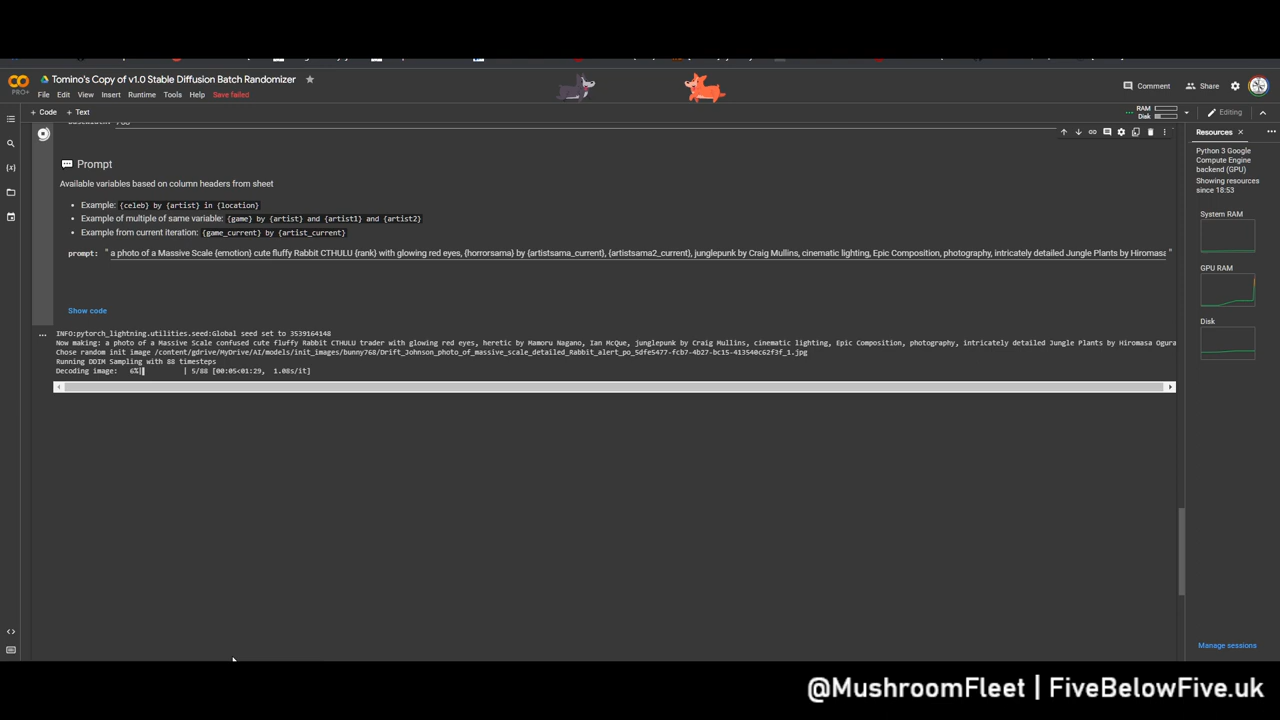 Tomino's Copy of v1.0 Stable Diffusion Batch Randomizer
PRO+
File Edit View Insert Runtime Tools Help Save failed
Comment Share
+ Code + Text
RAM
Disk
Editing
Resources
💬 Prompt
Available variables based on column headers from sheet
• Example: {celeb} by {artist} in {location}
• Example of multiple of same variable: {game} by {artist} and {artist1} and {artist2}
• Example from current iteration: {game_current} by {artist_current}
prompt: " a photo of a Massive Scale {emotion} cute fluffy Rabbit CTHULU {rank} with glowing red eyes, {horrorsama} by {artistsama_current}, {artistsama2_current}, junglepunk by Craig Mullins, cinematic lighting, Epic Composition, photography, intricately detailed Jungle Plants by Hiromasa "
Show code
INFO:pytorch_lightning.utilities.seed:Global seed set to 3539164148
Now making: a photo of a Massive Scale confused cute fluffy Rabbit CTHULU trader with glowing red eyes, heretic by Mamoru Nagano, Ian McQue, junglepunk by Craig Mullins, cinematic lighting, Epic Composition, photography, intricately detailed Jungle Plants by Hiromasa Ogura
Chose random init image /content/gdrive/MyDrive/AI/models/init_images/bunny768/Drift_Johnson_photo_of_massive_scale_detailed_Rabbit_alert_po_5dfe5477-fcb7-4b27-bc15-413540c62f3f_1.jpg
Running DDIM Sampling with 88 timesteps
Decoding image: 6%| | 5/88 [00:05<01:29, 1.08s/it]
Python 3 Google
Compute Engine
backend (GPU)
Showing resources
since 18:53
System RAM
GPU RAM
Disk
Manage sessions
@MushroomFleet | FiveBelowFive.uk